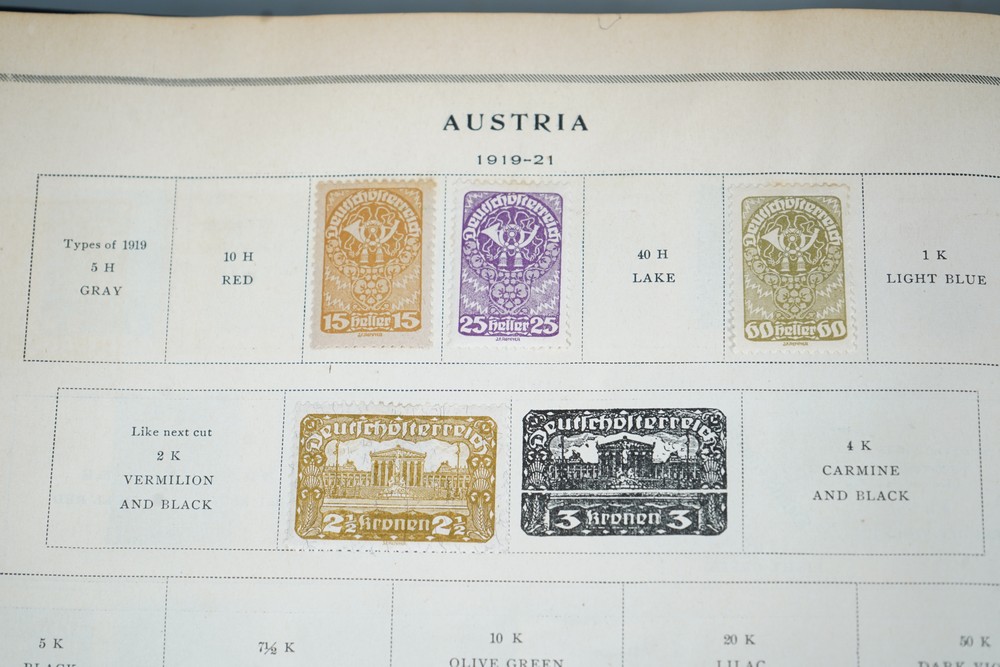 AUSTRIA
1919-21
Types of 1919
5 H
GRAY
10 H
RED
Deutschösterreich
15 Heller 15
Deutschösterreich
25 Heller 25
40 H
LAKE
Deutschösterreich
60 Heller 60
1 K
LIGHT BLUE
Like next cut
2 K
VERMILION
AND BLACK
Deutschösterreich
2½ Kronen 2½
Deutschösterreich
3 Kronen 3
4 K
CARMINE
AND BLACK
5 K
BLACK
7½ K
10 K
OLIVE GREEN
20 K
LILAC
50 K